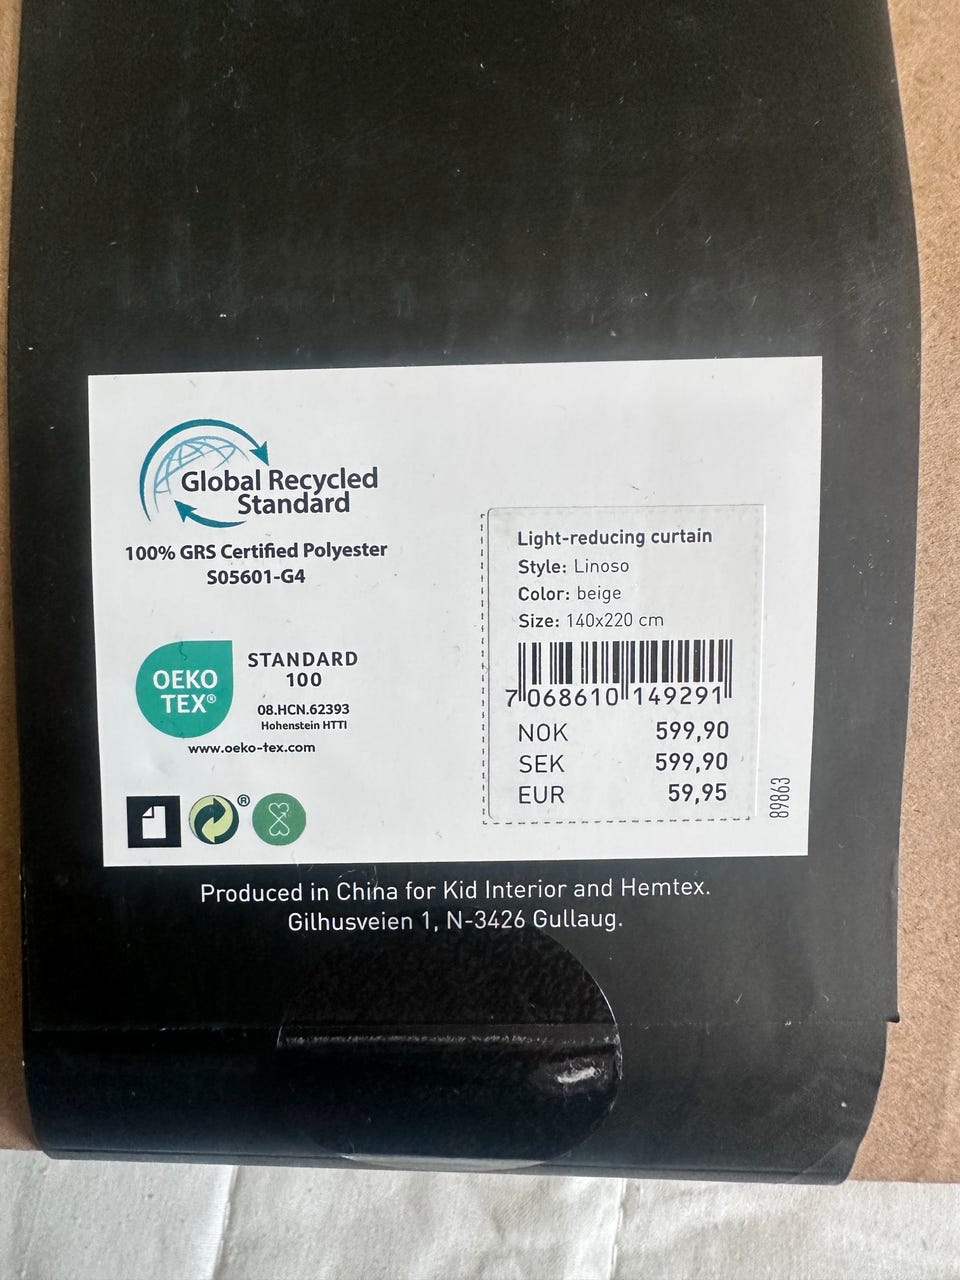 Global Recycled
Standard
100% GRS Certified Polyester
S05601-G4
OEKO
TEX®
STANDARD
100
08.HCN.62393
Hohenstein HTTI
www.oeko-tex.com
®
Light-reducing curtain
Style: Linoso
Color: beige
Size: 140x220 cm
7 068610 149291
NOK 599,90
SEK 599,90
EUR 59,95
89863
Produced in China for Kid Interior and Hemtex.
Gilhusveien 1, N-3426 Gullaug.